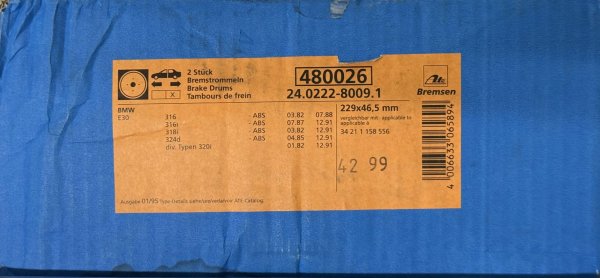 2 Stück
Bremstrommeln
Brake Drums
Tambours de frein
X
480026
24.0222-8009.1
Ate
Bremsen
BMW
E30 316 - ABS 03.82 07.88
316i - ABS 07.87 12.91
318i - ABS 03.82 12.91
324d - ABS 04.85 12.91
div. Typen 320i 01.82 12.91
229x46,5 mm
vergleichbar mit - applicable to
applicable à
34 21 1 158 556
42 99
4 006633 065894
Ausgabe 01/95 Type-Details siehe/see/voir ATE Catalog.